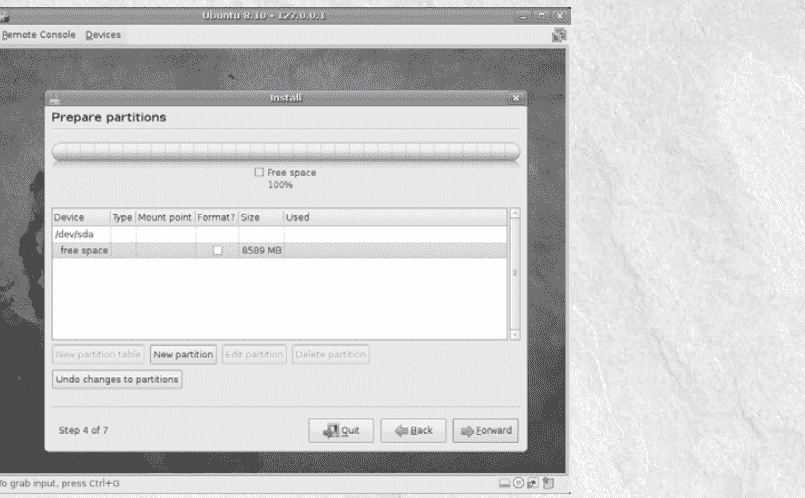 Ubuntu 8.10 - 127.0.0.1
Remote Console Devices
Install
Prepare partitions
Free space
100%
Device Type Mount point Format? Size Used
/dev/sda
free space 8589 MB
New partition table New partition Edit partition Delete partition
Undo changes to partitions
Step 4 of 7 Quit Back Forward
To grab input, press Ctrl+G